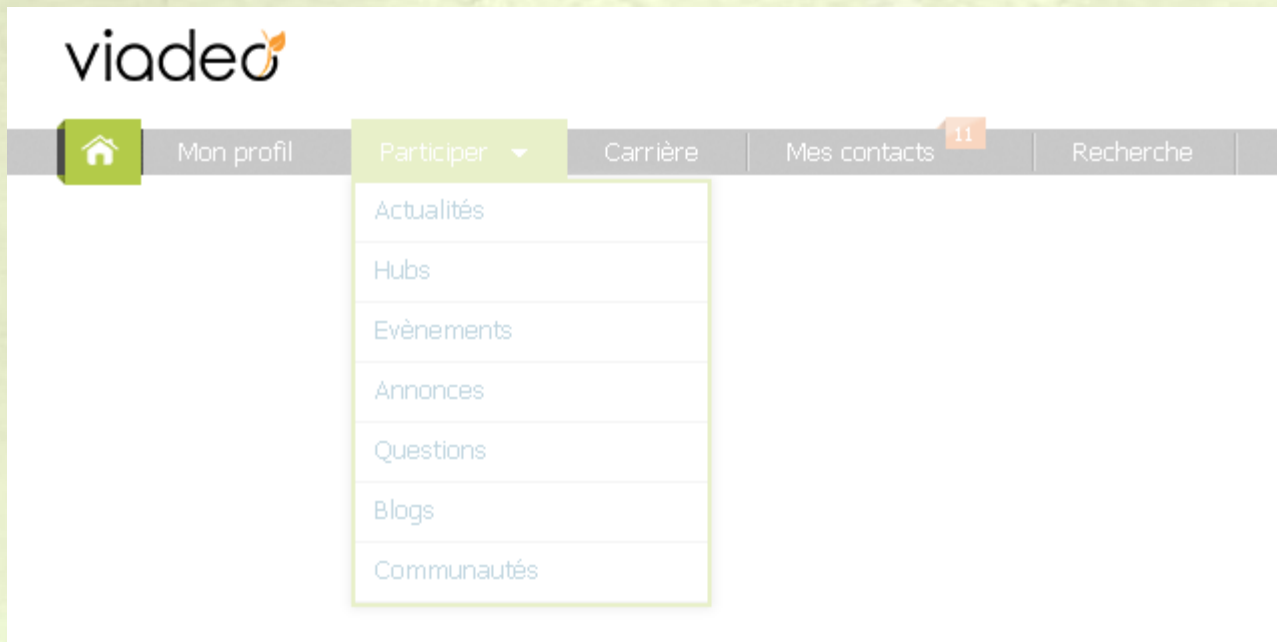 viadeo
Mon profil Participer Carrière Mes contacts 11 Recherche
Actualités
Hubs
Evènements
Annonces
Questions
Blogs
Communautés